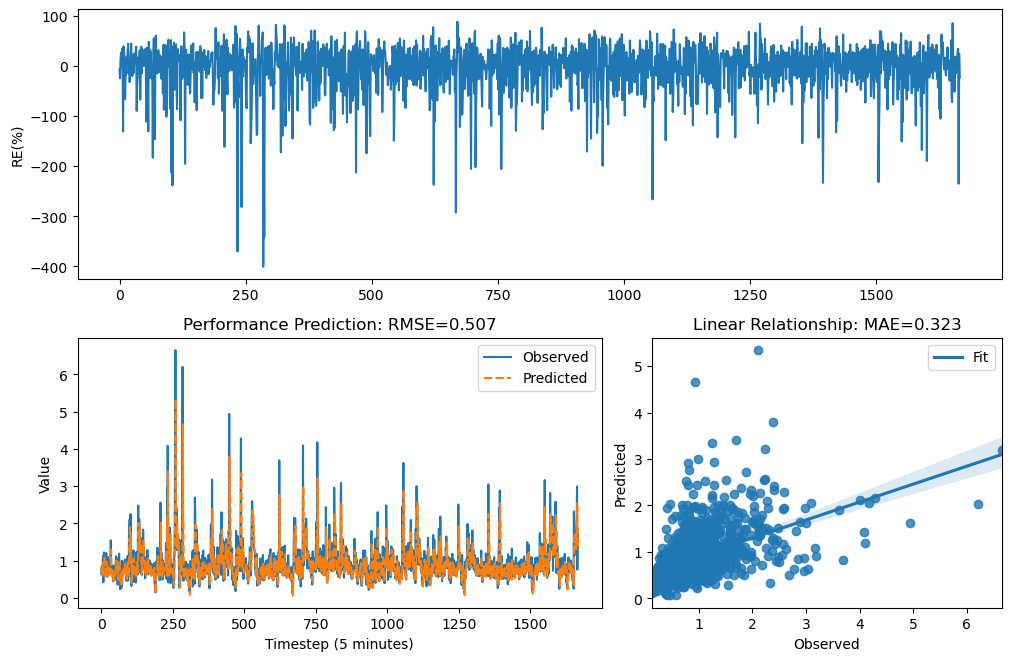 100
0
−100
−200
−300
−400
RE(%)
0 250 500 750 1000 1250 1500
Performance Prediction: RMSE=0.507
Observed
Predicted
6
5
4
3
2
1
0
Value
0 250 500 750 1000 1250 1500
Timestep (5 minutes)
Linear Relationship: MAE=0.323
Fit
5
4
3
2
1
0
Predicted
1 2 3 4 5 6
Observed